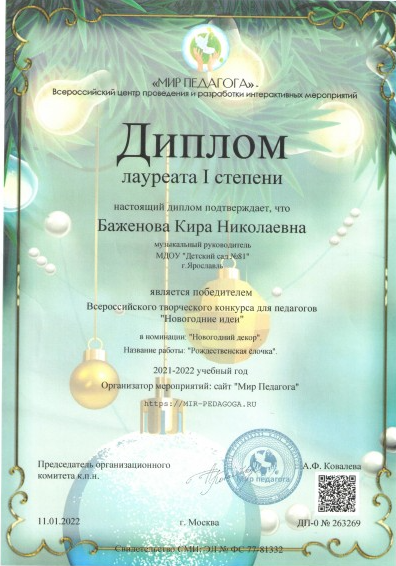 «МИР ПЕДАГОГА» -
Всероссийский центр проведения и разработки интерактивных мероприятий
Диплом
лауреата I степени
настоящий диплом подтверждает, что
Баженова Кира Николаевна
музыкальный руководитель
МДОУ "Детский сад №81"
г.Ярославль
является победителем
Всероссийского творческого конкурса для педагогов
"Новогодние идеи"
в номинации: "Новогодний декор".
Название работы: "Рождественская ёлочка".
2021-2022 учебный год
Организатор мероприятий: сайт "Мир Педагога"
https://MIR-PEDAGOGA.RU
Председатель организационного
комитета к.п.н.
А.Ф. Ковалева
Мир педагога
11.01.2022
г. Москва
ДП-0 № 263269
Свидетельство СМИ: ЭЛ № ФС 77-81332